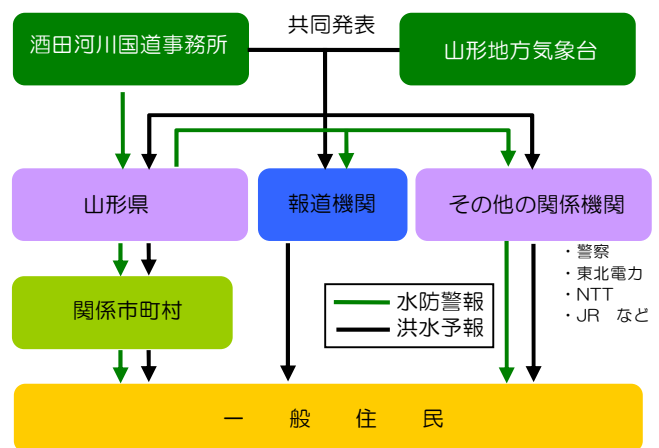 共同発表
酒田河川国道事務所
山形地方気象台
山形県
報道機関
その他の関係機関
・警察
・東北電力
・NTT
・JR など
関係市町村
水防警報
洪水予報
一般住民